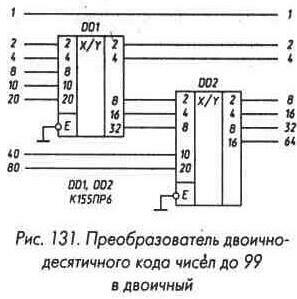 DD1
1 1
2 2 X/Y 2 2
4 4 4 4
8 8
10 10 8
20 20 16
E 32
DD2
2 X/Y 2 8
4 4 16
8 8 32
16 64
40 10
80 20
E
DD1, DD2
К155ПР6
Рис. 131. Преобразователь двоично-
десятичного кода чисел до 99
в двоичный